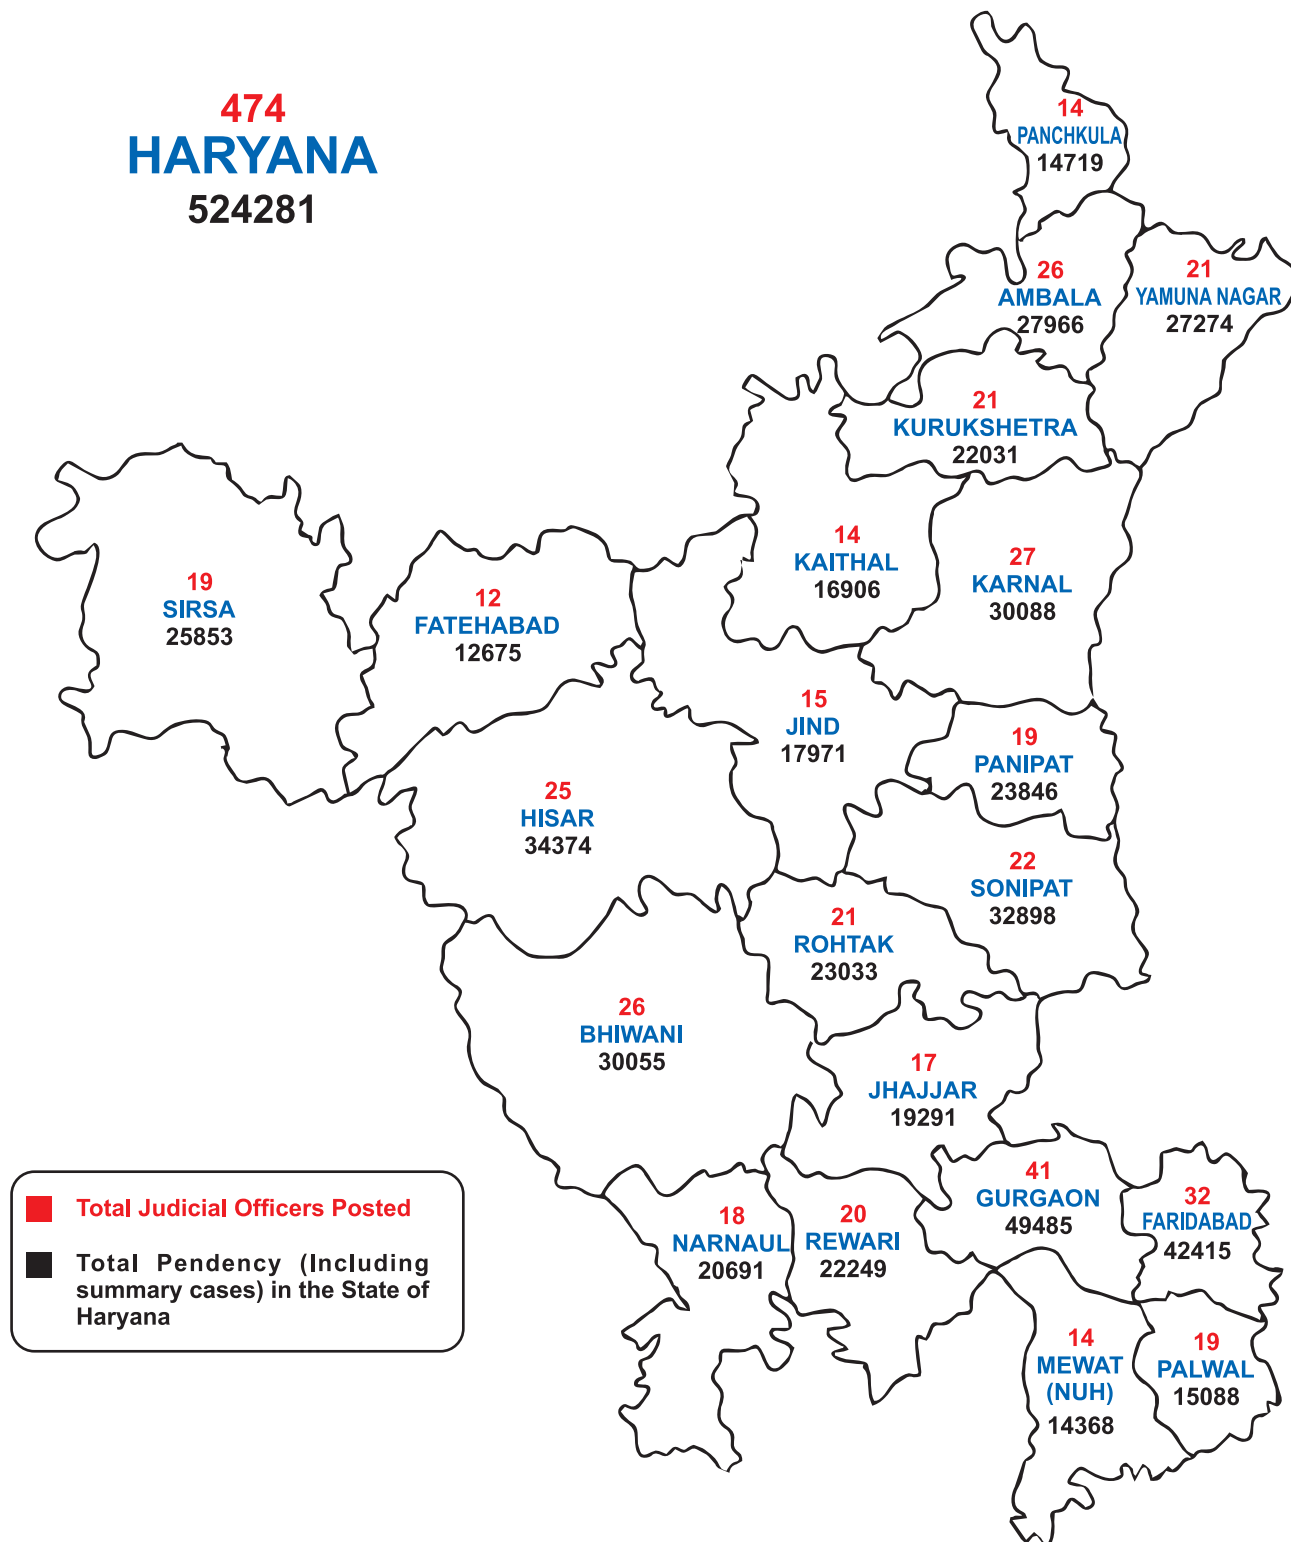 474
HARYANA
524281
14
PANCHKULA
14719
26
AMBALA
27966
21
YAMUNA NAGAR
27274
21
KURUKSHETRA
22031
14
KAITHAL
16906
27
KARNAL
30088
19
SIRSA
25853
12
FATEHABAD
12675
15
JIND
17971
19
PANIPAT
23846
25
HISAR
34374
22
SONIPAT
32898
21
ROHTAK
23033
26
BHIWANI
30055
17
JHAJJAR
19291
41
GURGAON
49485
32
FARIDABAD
42415
18
NARNAUL
20691
20
REWARI
22249
14
MEWAT
(NUH)
14368
19
PALWAL
15088
Total Judicial Officers Posted
Total Pendency (Including
summary cases) in the State of
Haryana